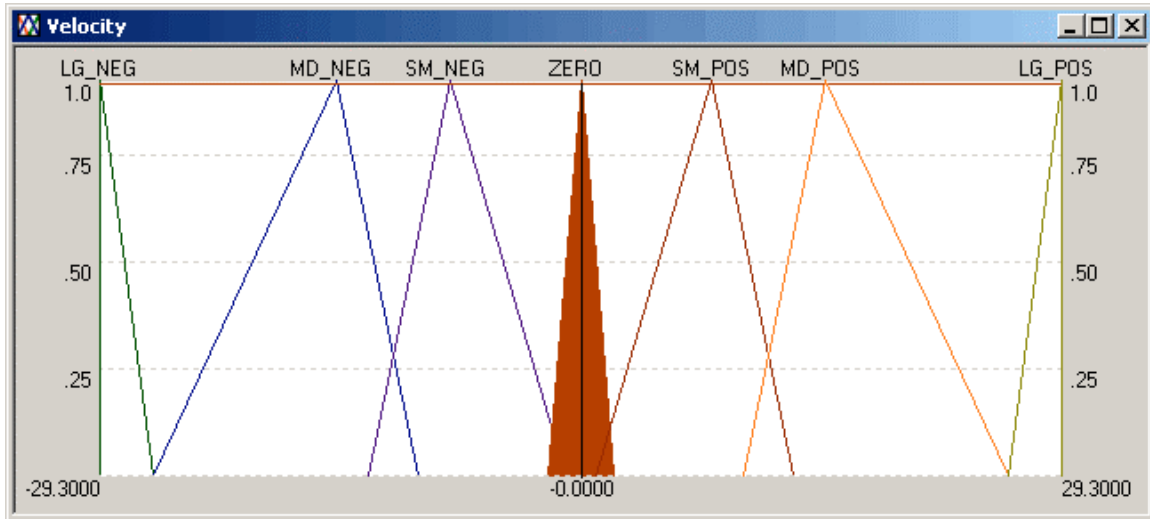 Velocity
LG_NEG MD_NEG SM_NEG ZERO SM_POS MD_POS LG_POS
1.0 1.0
.75 .75
.50 .50
.25 .25
-29.3000 -0.0000 29.3000